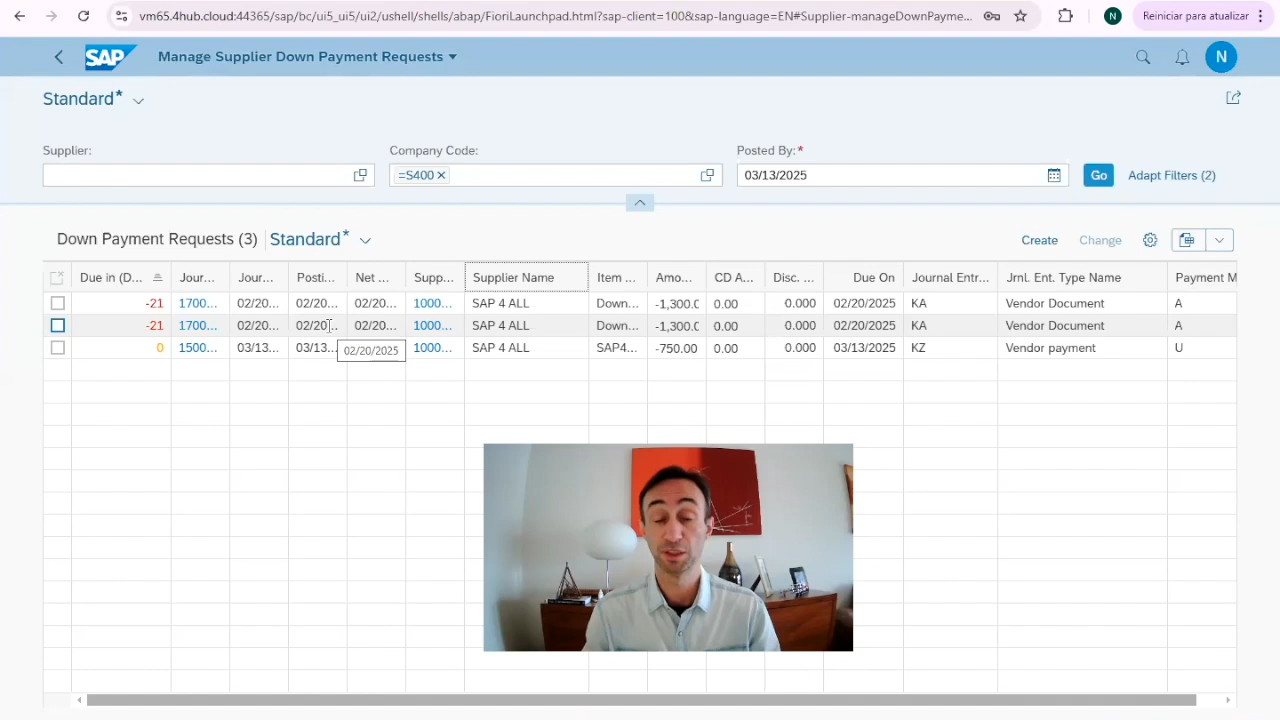 vm65.4hub.cloud:44365/sap/bc/ui5_ui5/ui2/ushell/shells/abap/FioriLaunchpad.html?sap-client=100&sap-language=EN#Supplier-manageDownPayme... N Reiniciar para atualizar
SAP Manage Supplier Down Payment Requests N
Standard*
Supplier: Company Code: Posted By:*
=S400 03/13/2025 Go Adapt Filters (2)
Down Payment Requests (3) Standard* Create Change
Due in (D... Jour... Jour... Posti... Net ... Supp... Supplier Name Item ... Amo... CD A... Disc. ... Due On Journal Entr... Jrnl. Ent. Type Name Payment M
-21 1700... 02/20... 02/20... 02/20... 1000... SAP 4 ALL Down... -1,300.0 0.00 0.000 02/20/2025 KA Vendor Document A
-21 1700... 02/20... 02/20... 02/20... 1000... SAP 4 ALL Down... -1,300.0 0.00 0.000 02/20/2025 KA Vendor Document A
0 1500... 03/13... 03/13... 1000... SAP 4 ALL SAP4... -750.00 0.00 0.000 03/13/2025 KZ Vendor payment U
02/20/2025